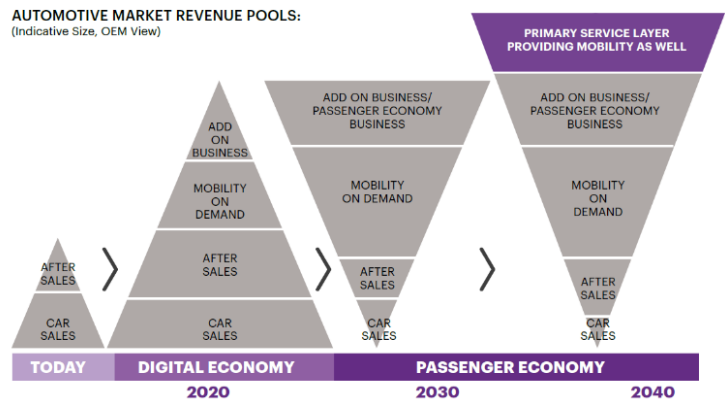 AUTOMOTIVE MARKET REVENUE POOLS:
(Indicative Size, OEM View)
PRIMARY SERVICE LAYER
PROVIDING MOBILITY AS WELL
AFTER
SALES
CAR
SALES
ADD
ON
BUSINESS
MOBILITY
ON
DEMAND
AFTER
SALES
CAR
SALES
ADD ON BUSINESS/
PASSENGER ECONOMY
BUSINESS
MOBILITY
ON DEMAND
AFTER
SALES
CAR
SALES
ADD ON BUSINESS/
PASSENGER ECONOMY
BUSINESS
MOBILITY
ON
DEMAND
AFTER
SALES
CAR
SALES
TODAY
DIGITAL ECONOMY
PASSENGER ECONOMY
2020
2030
2040